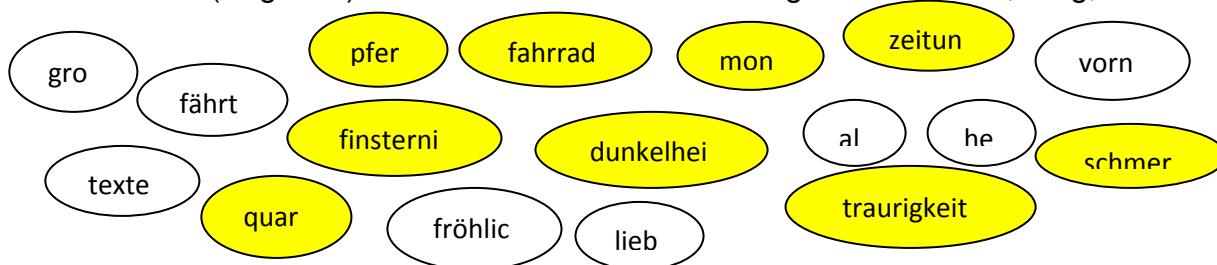 gro
fährt
pfer
fahrrad
mon
zeitun
vorn
finsterni
dunkelhei
al
he
schmer
texte
quar
fröhlic
lieb
traurigkeit